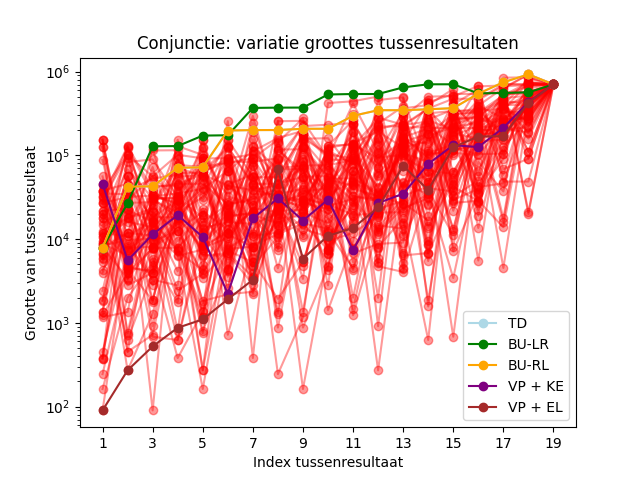 Conjunctie: variatie groottes tussenresultaten
Grootte van tussenresultaat
10^6
10^5
10^4
10^3
10^2
1 3 5 7 9 11 13 15 17 19
Index tussenresultaat
TD
BU-LR
BU-RL
VP + KE
VP + EL